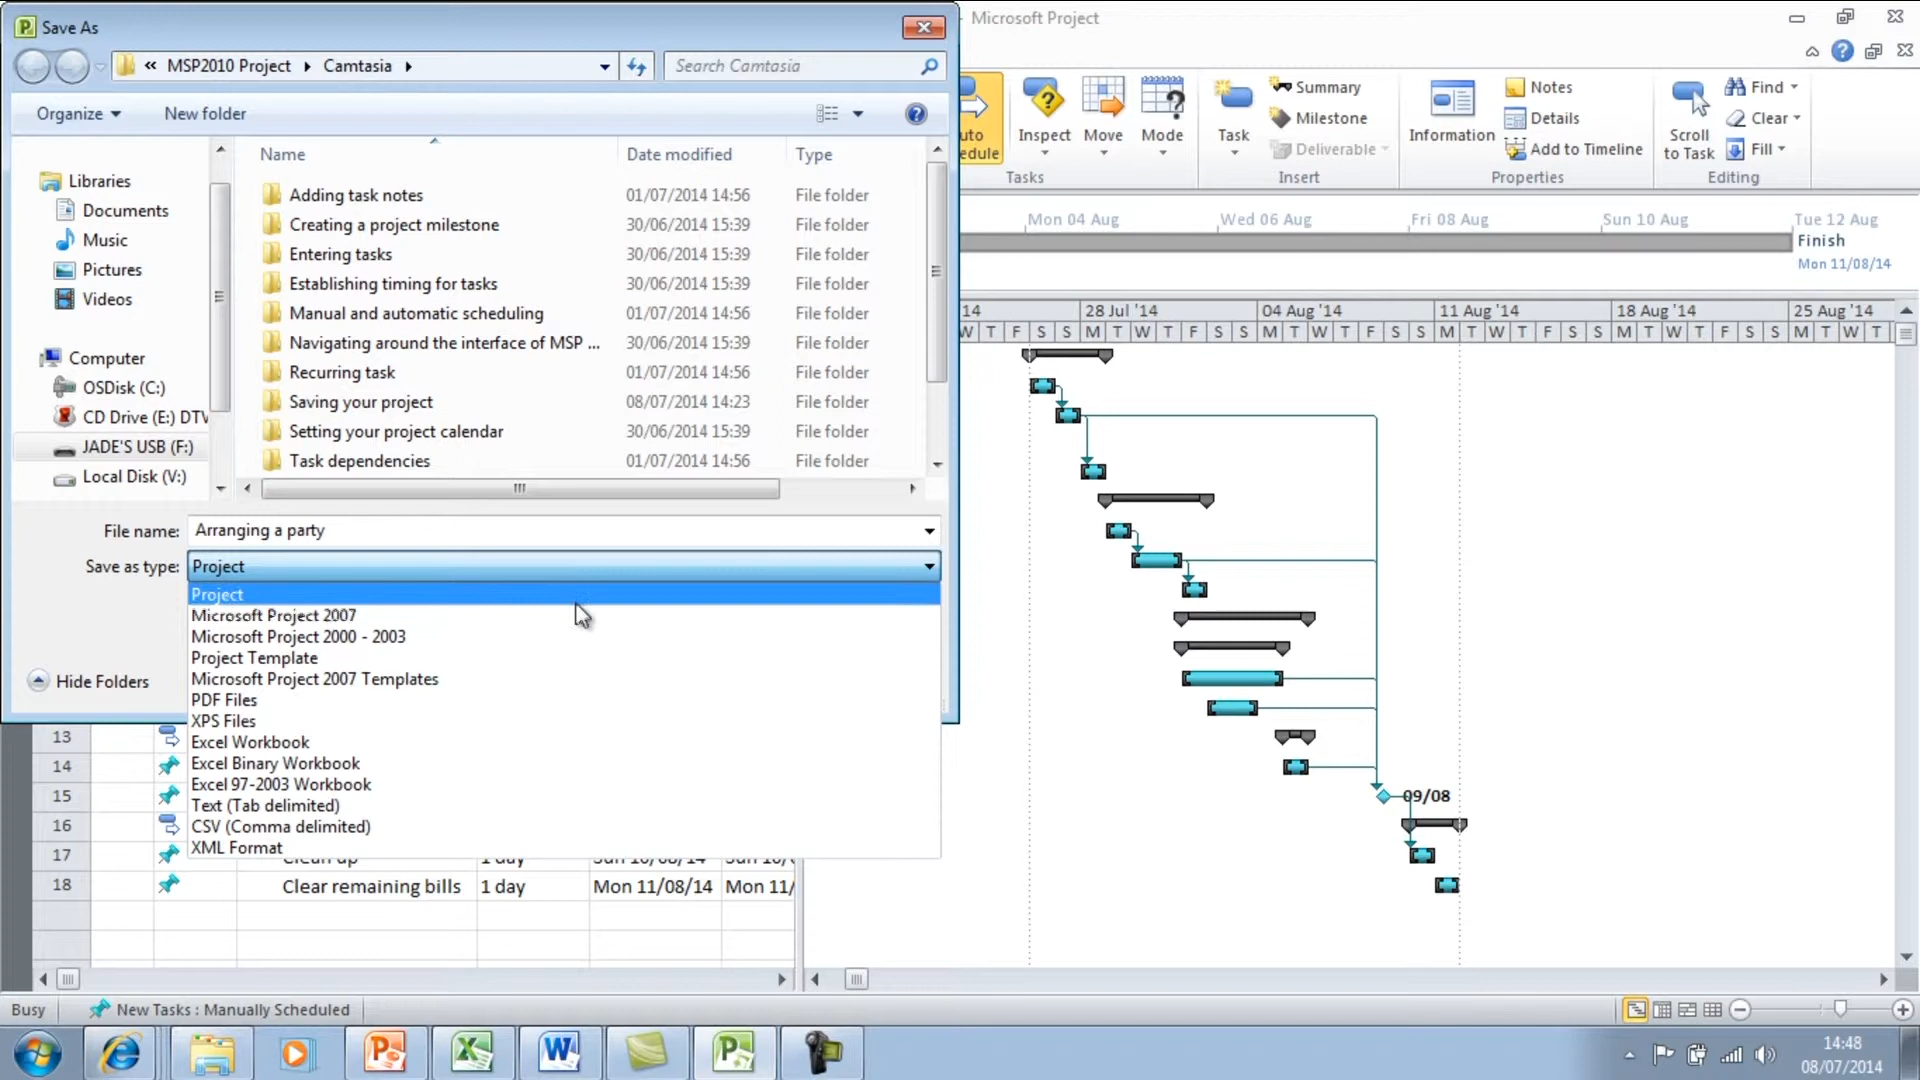 Save As
- Microsoft Project
« MSP2010 Project Camtasia
Search Camtasia
Organize
New folder
Name
Date modified
Type
Libraries
Documents
Music
Pictures
Videos
Computer
OSDisk (C:)
CD Drive (E:) DTV
JADE'S USB (F:)
Local Disk (V:)
Adding task notes 01/07/2014 14:56 File folder
Creating a project milestone 30/06/2014 15:39 File folder
Entering tasks 30/06/2014 15:39 File folder
Establishing timing for tasks 30/06/2014 15:39 File folder
Manual and automatic scheduling 01/07/2014 14:56 File folder
Navigating around the interface of MSP ... 30/06/2014 15:39 File folder
Recurring task 01/07/2014 14:56 File folder
Saving your project 08/07/2014 14:23 File folder
Setting your project calendar 30/06/2014 15:39 File folder
Task dependencies 01/07/2014 14:56 File folder
File name: Arranging a party
Save as type: Project
Project
Microsoft Project 2007
Microsoft Project 2000 - 2003
Project Template
Microsoft Project 2007 Templates
PDF Files
XPS Files
Excel Workbook
Excel Binary Workbook
Excel 97-2003 Workbook
Text (Tab delimited)
CSV (Comma delimited)
XML Format
Hide Folders
uto
edule
Inspect
Move
Mode
Tasks
Task
Summary
Milestone
Deliverable
Insert
Information
Notes
Details
Add to Timeline
Properties
Scroll
to Task
Find
Clear
Fill
Editing
Mon 04 Aug Wed 06 Aug Fri 08 Aug Sun 10 Aug Tue 12 Aug
Finish
Mon 11/08/14
14 28 Jul '14 04 Aug '14 11 Aug '14 18 Aug '14 25 Aug '14
W T F S S M T W T F S S M T W T F S S M T W T F S S M T W T F S S M T W T
09/08
13
14
15
16
17 Clean up 1 day
18 Clear remaining bills 1 day Mon 11/08/14 Mon 11/
Busy
New Tasks : Manually Scheduled
14:48
08/07/2014